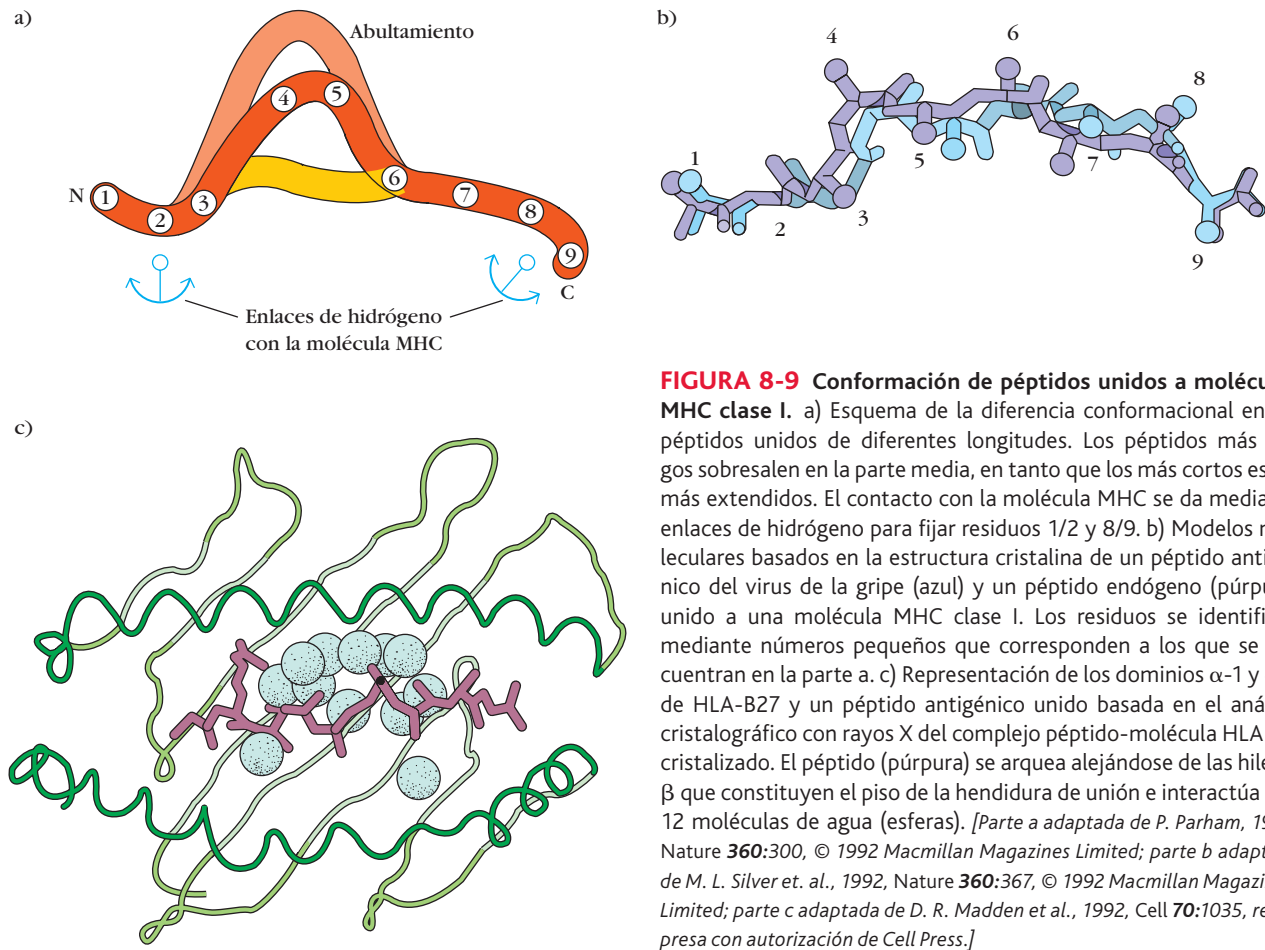 a)
Abultamiento
N
1
2
3
4
5
6
7
8
9
C
Enlaces de hidrógeno
con la molécula MHC
b)
4
6
8
1
5
7
2
3
9
c)
FIGURA 8-9 Conformación de péptidos unidos a molécu
MHC clase I. a) Esquema de la diferencia conformacional en
péptidos unidos de diferentes longitudes. Los péptidos más
gos sobresalen en la parte media, en tanto que los más cortos es
más extendidos. El contacto con la molécula MHC se da media
enlaces de hidrógeno para fijar residuos 1/2 y 8/9. b) Modelos m
leculares basados en la estructura cristalina de un péptido anti
nico del virus de la gripe (azul) y un péptido endógeno (púrpu
unido a una molécula MHC clase I. Los residuos se identifi
mediante números pequeños que corresponden a los que se
cuentran en la parte a. c) Representación de los dominios α-1 y
de HLA-B27 y un péptido antigénico unido basada en el aná
cristalográfico con rayos X del complejo péptido-molécula HLA
cristalizado. El péptido (púrpura) se arquea alejándose de las hile
β que constituyen el piso de la hendidura de unión e interactúa
12 moléculas de agua (esferas). [Parte a adaptada de P. Parham, 19
Nature 360:300, © 1992 Macmillan Magazines Limited; parte b adapt
de M. L. Silver et. al., 1992, Nature 360:367, © 1992 Macmillan Magazi
Limited; parte c adaptada de D. R. Madden et al., 1992, Cell 70:1035, re
presa con autorización de Cell Press.]